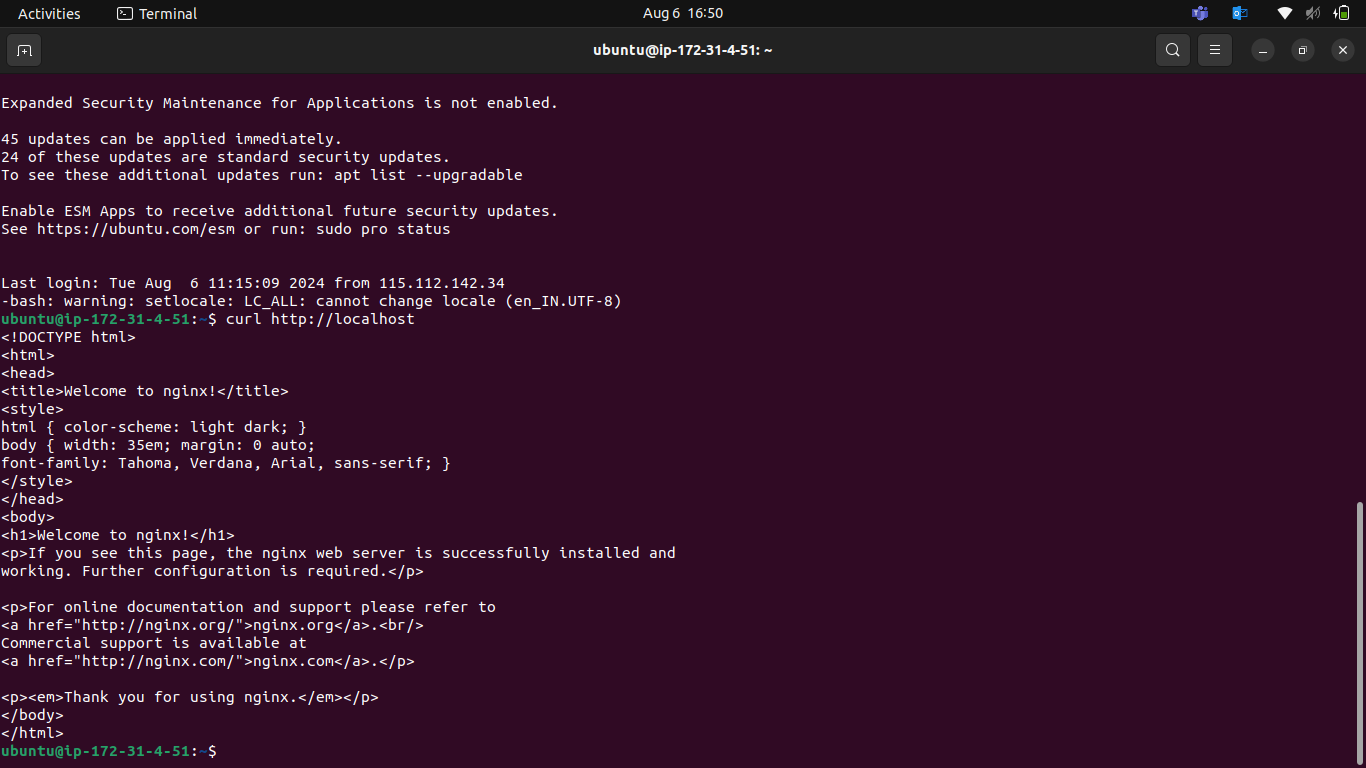 Activities
Terminal
Aug 6 16:50
ubuntu@ip-172-31-4-51: ~
Expanded Security Maintenance for Applications is not enabled.
45 updates can be applied immediately.
24 of these updates are standard security updates.
To see these additional updates run: apt list --upgradable
Enable ESM Apps to receive additional future security updates.
See https://ubuntu.com/esm or run: sudo pro status
Last login: Tue Aug  6 11:15:09 2024 from 115.112.142.34
-bash: warning: setlocale: LC_ALL: cannot change locale (en_IN.UTF-8)
ubuntu@ip-172-31-4-51:~$ curl http://localhost
<!DOCTYPE html>
<html>
<head>
<title>Welcome to nginx!</title>
<style>
html { color-scheme: light dark; }
body { width: 35em; margin: 0 auto;
font-family: Tahoma, Verdana, Arial, sans-serif; }
</style>
</head>
<body>
<h1>Welcome to nginx!</h1>
<p>If you see this page, the nginx web server is successfully installed and
working. Further configuration is required.</p>
<p>For online documentation and support please refer to
<a href="http://nginx.org/">nginx.org</a>.<br/>
Commercial support is available at
<a href="http://nginx.com/">nginx.com</a>.</p>
<p><em>Thank you for using nginx.</em></p>
</body>
</html>
ubuntu@ip-172-31-4-51:~$